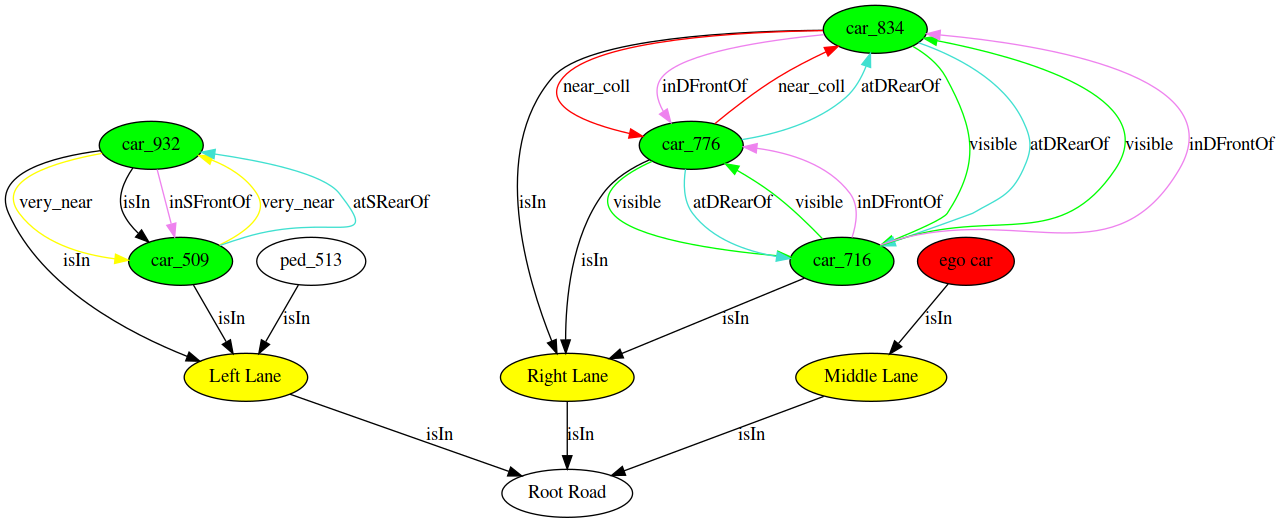 car_834
near_coll
inDFrontOf
near_coll
atDRearOf
car_932
car_776
visible
atDRearOf
visible
inDFrontOf
very_near
isIn
inSFrontOf
very_near
atSRearOf
isIn
visible
atDRearOf
visible
inDFrontOf
isIn
car_509
ped_513
isIn
car_716
ego car
isIn
isIn
isIn
isIn
Left Lane
Right Lane
Middle Lane
isIn
isIn
isIn
Root Road